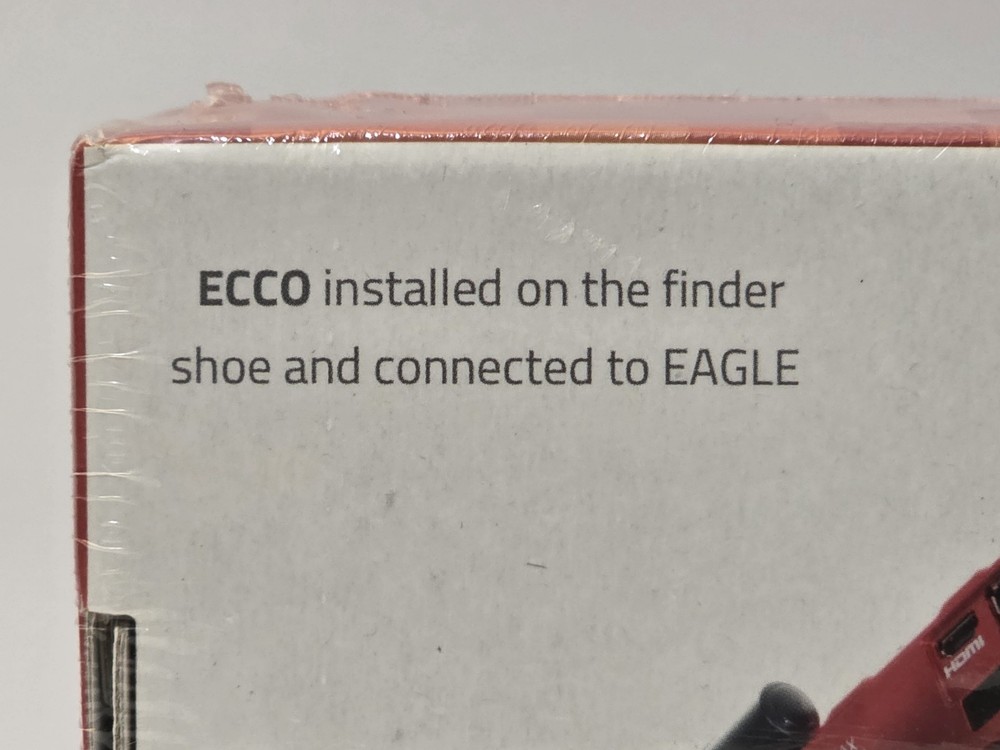 ECCO installed on the finder
shoe and connected to EAGLE
HDMI